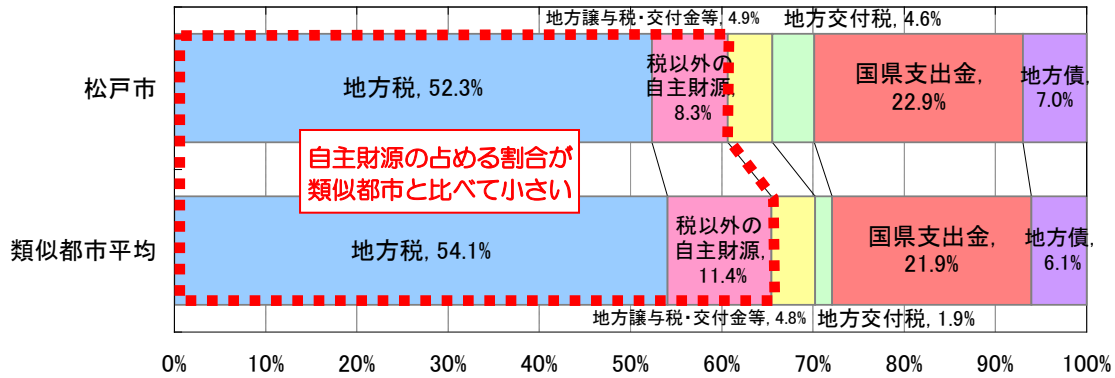 地方譲与税・交付金等, 4.9%
地方交付税, 4.6%
松戸市
地方税, 52.3%
税以外の
自主財源,
8.3%
国県支出金,
22.9%
地方債,
7.0%
自主財源の占める割合が
類似都市と比べて小さい
類似都市平均
地方税, 54.1%
税以外の
自主財源,
11.4%
国県支出金,
21.9%
地方債,
6.1%
地方譲与税・交付金等, 4.8%
地方交付税, 1.9%
0% 10% 20% 30% 40% 50% 60% 70% 80% 90% 100%